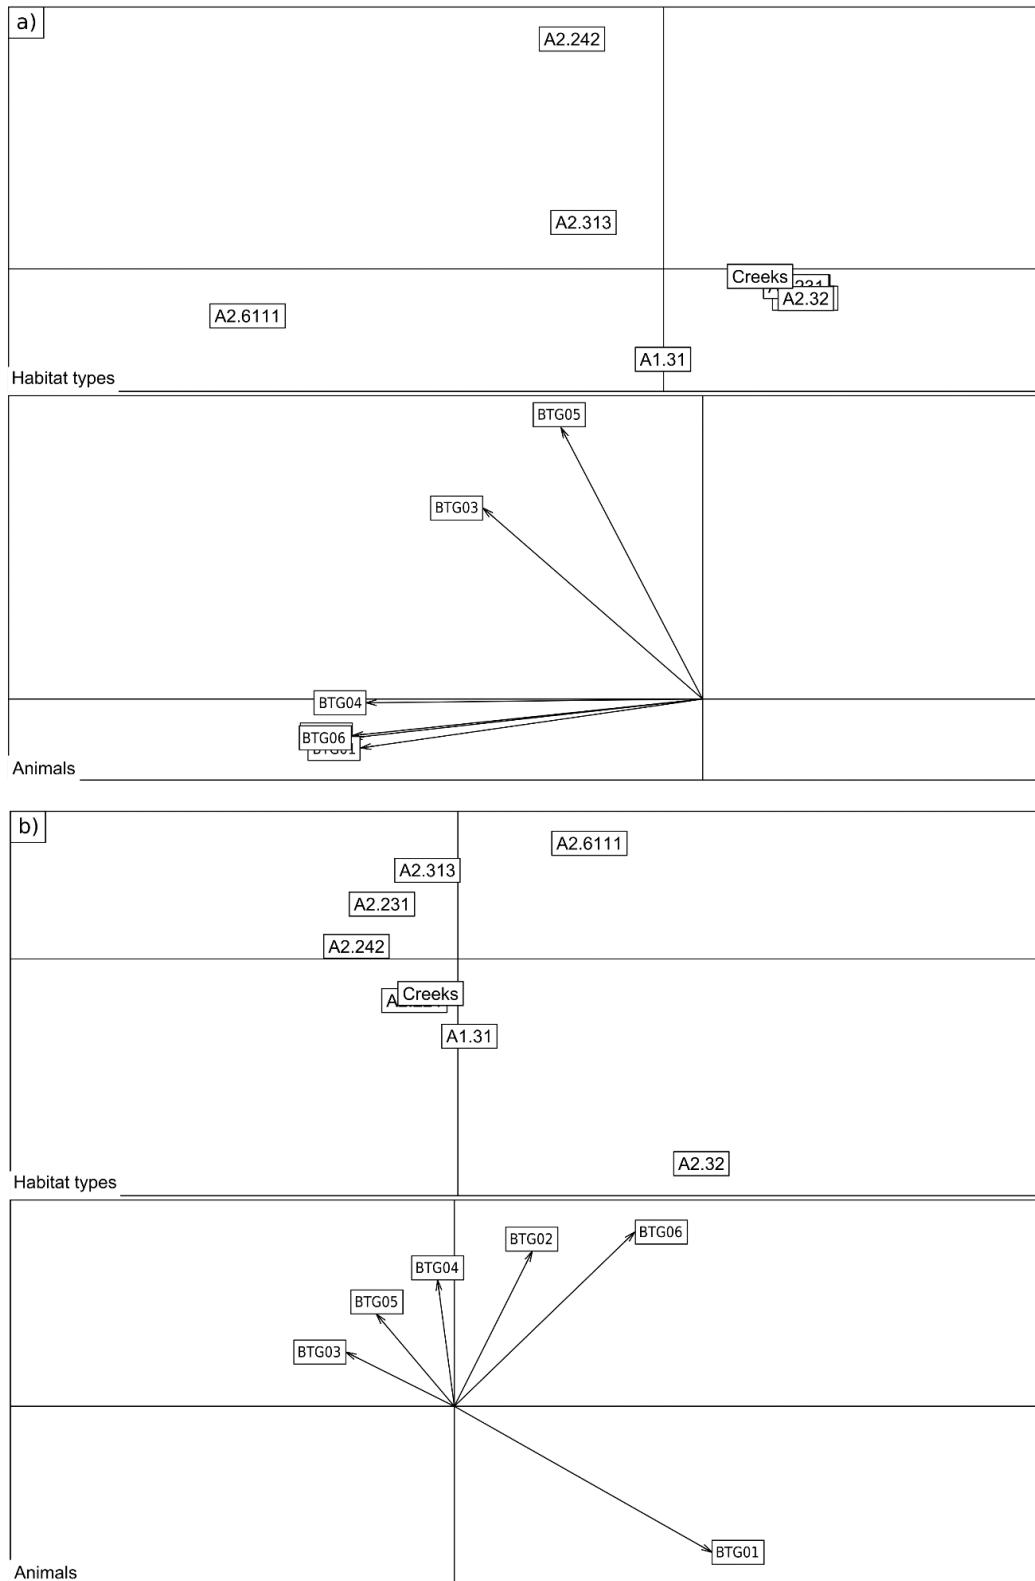 a)
A2.242
A2.313
Creeks
A2.32
A2.6111
A1.31
Habitat types
BTG05
BTG03
BTG04
BTG06
BTG01
Animals
b)
A2.6111
A2.313
A2.231
A2.242
Creeks
A1.31
A2.32
Habitat types
BTG02
BTG06
BTG04
BTG05
BTG03
BTG01
Animals